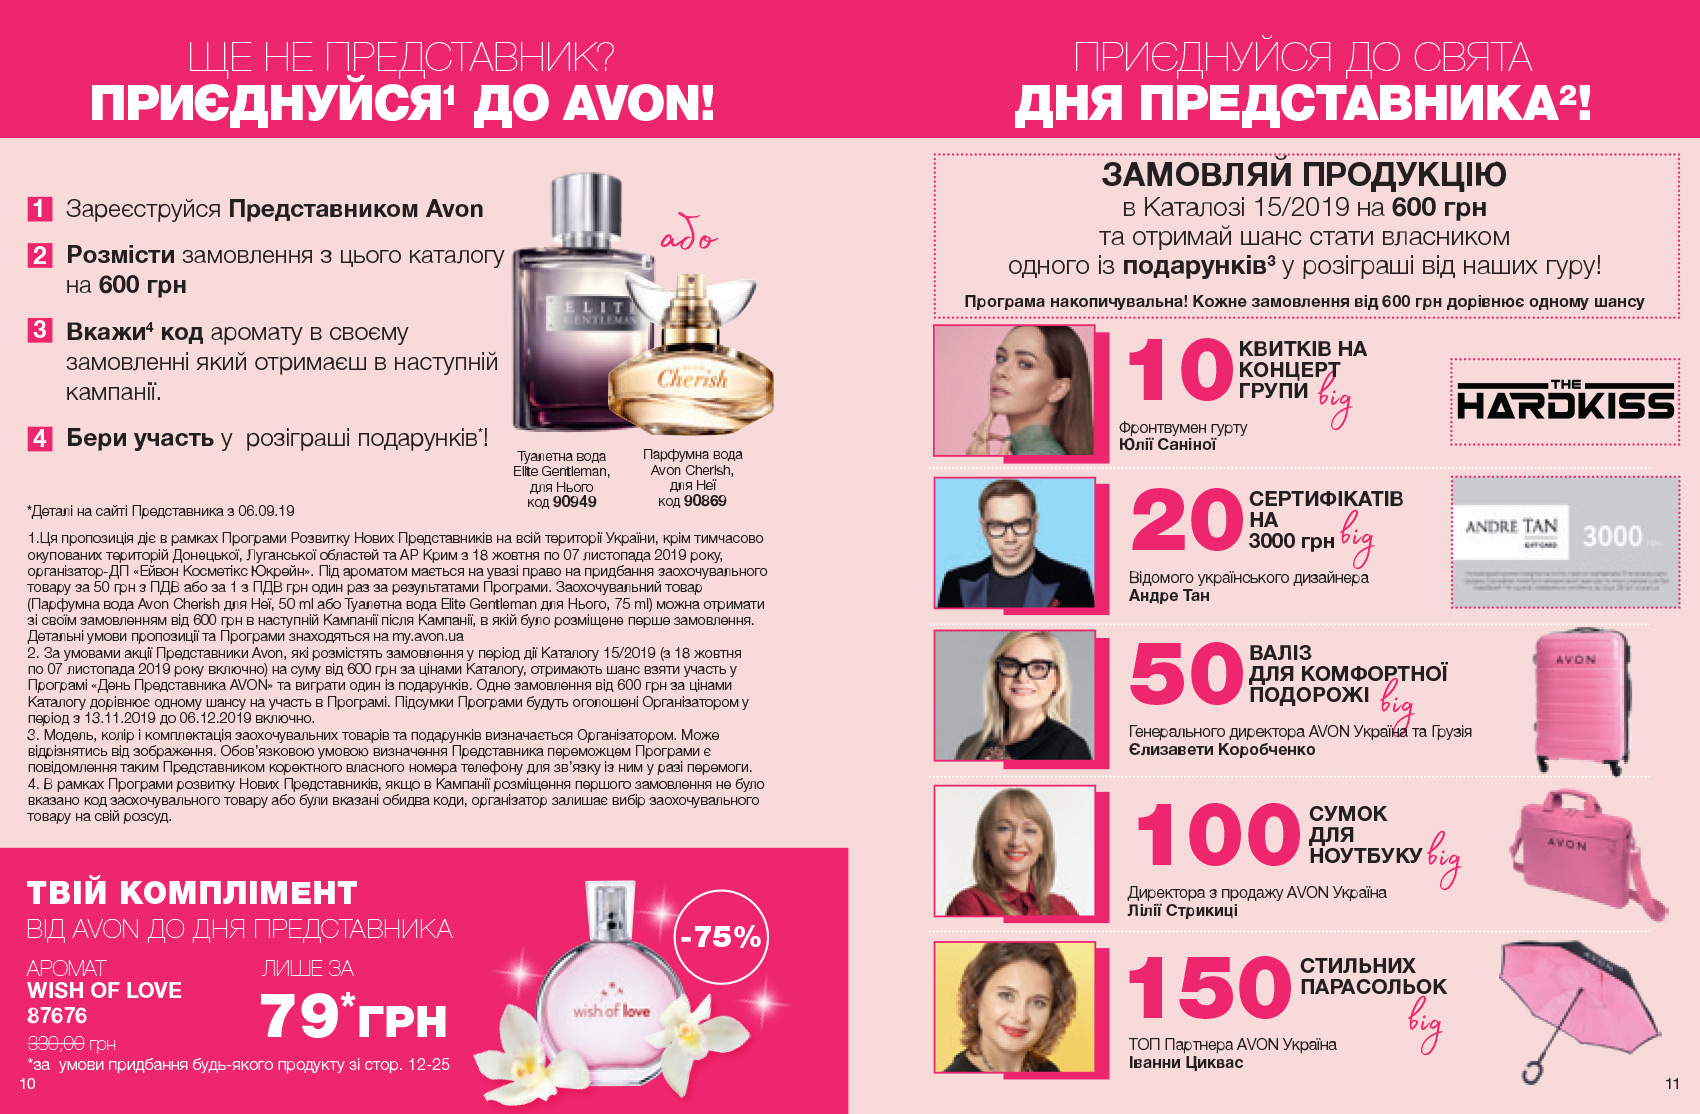 ЩЕ НЕ ПРЕДСТАВНИК?
ПРИЄДНУЙСЯ¹ ДО AVON!
1 Зареєструйся Представником Avon
2 Розмісти замовлення з цього каталогу
на 600 грн
3 Вкажи⁴ код аромату в своєму
замовленні який отримаєш в наступній
кампанії.
4 Бери участь у розіграші подарунків*!
або
ELITE
GENTLEMAN
AVON
Cherish
Туалетна вода
Elite Gentleman,
для Нього
код 90949
Парфумна вода
Avon Cherish,
для Неї
код 90869
*Деталі на сайті Представника з 06.09.19
1.Ця пропозиція діє в рамках Програми Розвитку Нових Представників на всій території України, крім тимчасово
окупованих територій Донецької, Луганської областей та АР Крим з 18 жовтня по 07 листопада 2019 року,
організатор-ДП «Ейвон Косметікс Юкрейн». Під ароматом мається на увазі право на придбання заохочувального
товару за 50 грн з ПДВ або за 1 з ПДВ грн один раз за результатами Програми. Заохочувальний товар
(Парфумна вода Avon Cherish для Неї, 50 ml або Туалетна вода Elite Gentleman для Нього, 75 ml) можна отримати
зі своїм замовленням від 600 грн в наступній Кампанії після Кампанії, в якій було розміщене перше замовлення.
Детальні умови пропозиції та Програми знаходяться на my.avon.ua
2. За умовами акції Представники Avon, які розмістять замовлення у період дії Каталогу 15/2019 (з 18 жовтня
по 07 листопада 2019 року включно) на суму від 600 грн за цінами Каталогу, отримають шанс взяти участь у
Програмі «День Представника AVON» та виграти один із подарунків. Одне замовлення від 600 грн за цінами
Каталогу дорівнює одному шансу на участь в Програмі. Підсумки Програми будуть оголошені Організатором у
період з 13.11.2019 до 06.12.2019 включно.
3. Модель, колір і комплектація заохочувальних товарів та подарунків визначається Організатором. Може
відрізнятись від зображення. Обов’язковою умовою визначення Представника переможцем Програми є
повідомлення таким Представником коректного власного номера телефону для зв’язку із ним у разі перемоги.
4. В рамках Програми розвитку Нових Представників, якщо в Кампанії розміщення першого замовлення не було
вказано код заохочувального товару або були вказані обидва коди, організатор залишає вибір заохочувального
товару на свій розсуд.
ТВІЙ КОМПЛІМЕНТ
ВІД AVON ДО ДНЯ ПРЕДСТАВНИКА
АРОМАТ
WISH OF LOVE
87676
330,00 грн
ЛИШЕ ЗА
79*ГРН
*за умови придбання будь-якого продукту зі стор. 12-25
wish of love
-75%
10
ПРИЄДНУЙСЯ ДО СВЯТА
ДНЯ ПРЕДСТАВНИКА²!
ЗАМОВЛЯЙ ПРОДУКЦІЮ
в Каталозі 15/2019 на 600 грн
та отримай шанс стати власником
одного із подарунків³ у розіграші від наших гуру!
Програма накопичувальна! Кожне замовлення від 600 грн дорівнює одному шансу
10 КВИТКІВ НА
КОНЦЕРТ
ГРУПИ від
Фронтвумен гурту
Юлії Саніної
THE
HARDKISS
20 СЕРТИФІКАТІВ
НА
3000 грн від
Відомого українського дизайнера
Андре Тан
ANDRE TAN
GIFT CARD
3000 ГРН
50 ВАЛІЗ
ДЛЯ КОМФОРТНОЇ
ПОДОРОЖІ від
Генерального директора AVON Україна та Грузія
Єлизавети Коробченко
AVON
100 СУМОК
ДЛЯ
НОУТБУКУ від
Директора з продажу AVON Україна
Лілії Стрикиці
AVON
150 СТИЛЬНИХ
ПАРАСОЛЬОК
від
ТОП Партнера AVON Україна
Іванни Циквас
AVON
11